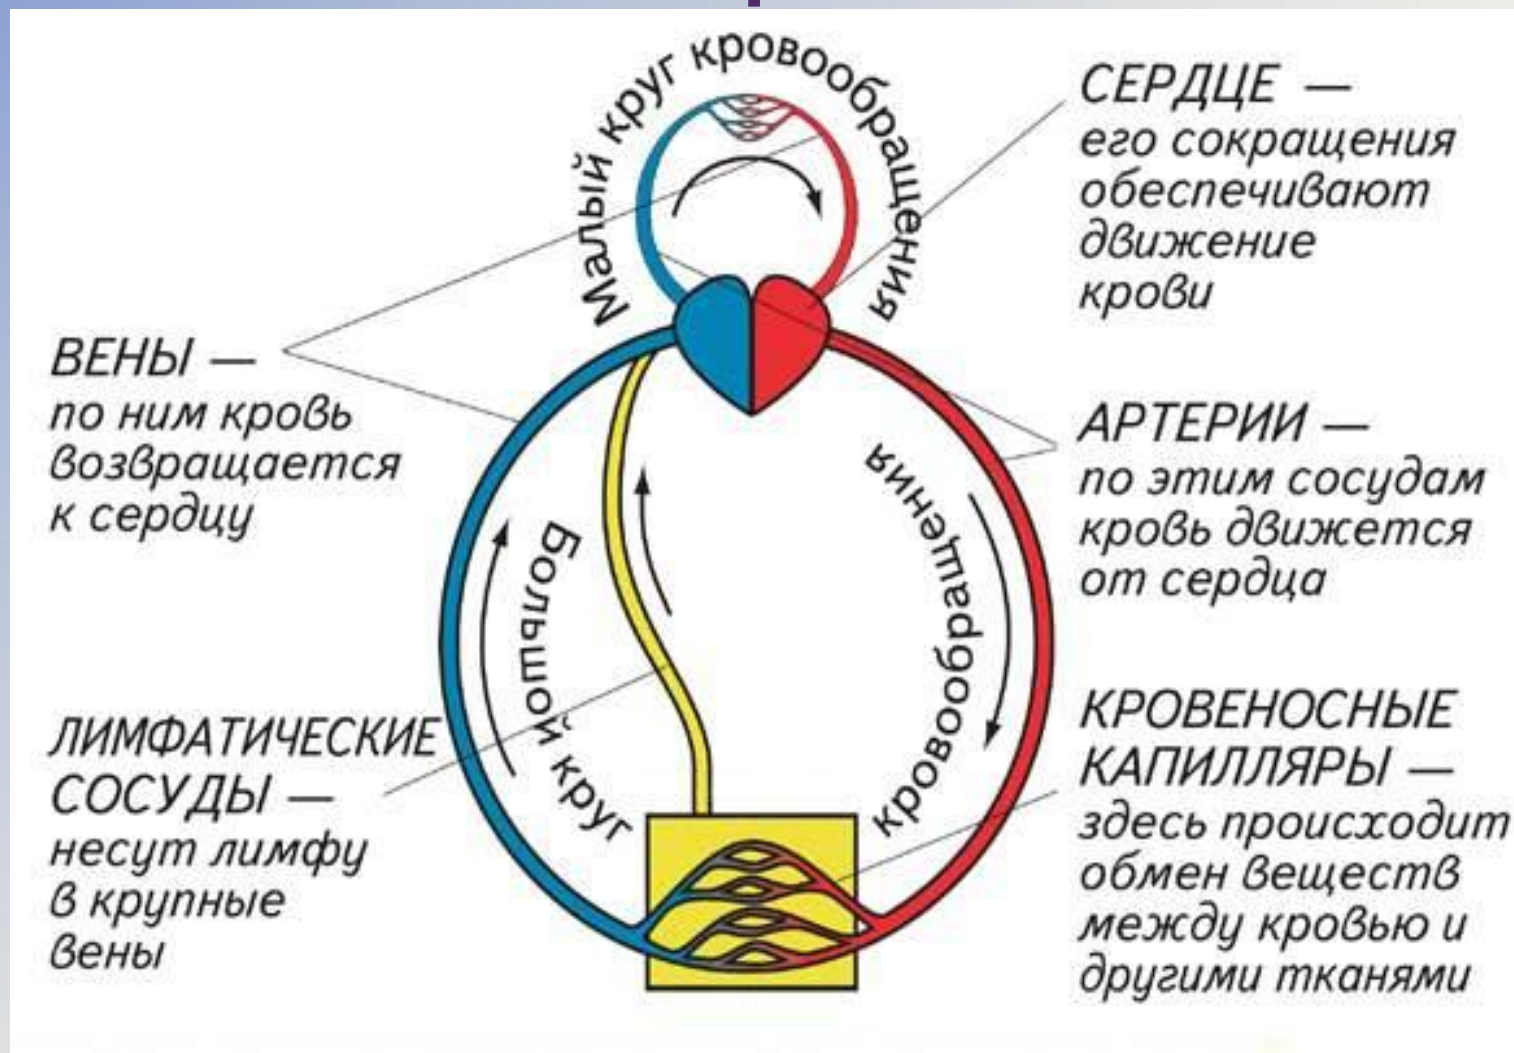 Малый круг кровообращения
СЕРДЦЕ —
его сокращения
обеспечивают
движение
крови
ВЕНЫ —
по ним кровь
возвращается
к сердцу
АРТЕРИИ —
по этим сосудам
кровь движется
от сердца
Большой круг
кровообращения
ЛИМФАТИЧЕСКИЕ
СОСУДЫ —
несут лимфу
в крупные
вены
КРОВЕНОСНЫЕ
КАПИЛЛЯРЫ —
здесь происходит
обмен веществ
между кровью и
другими тканями